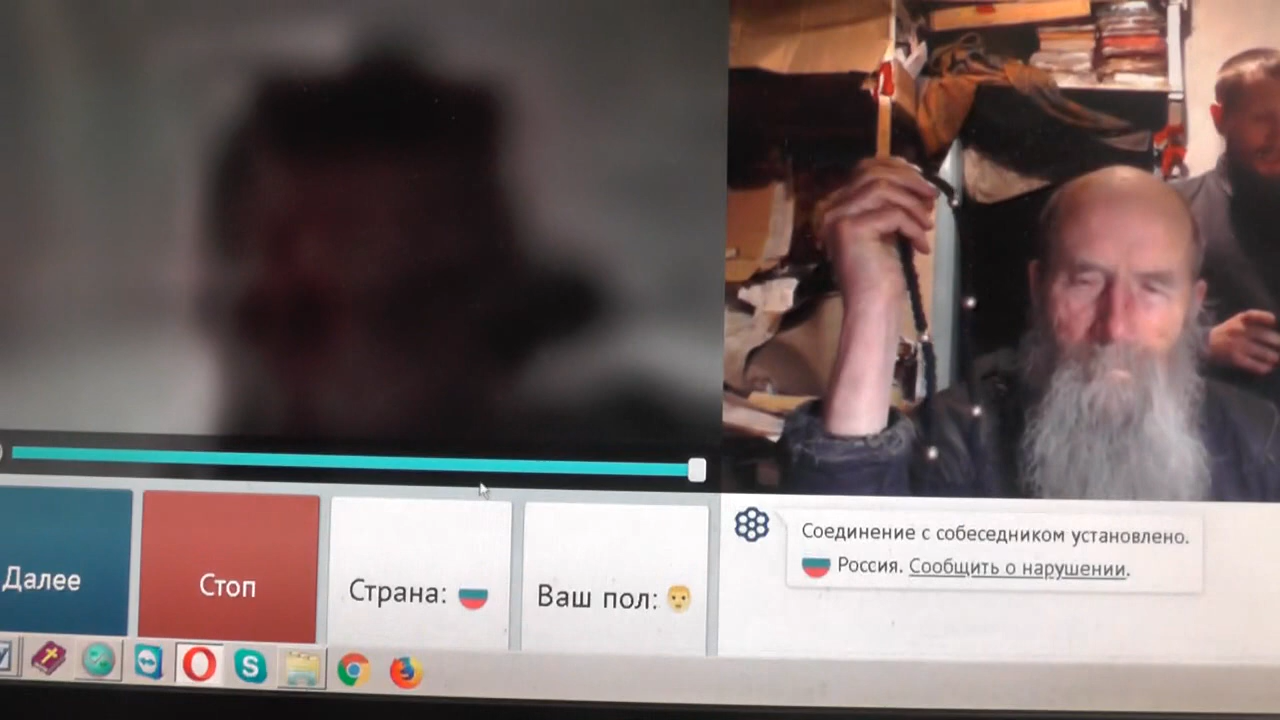 Соединение с собеседником установлено.
Россия. Сообщить о нарушении.
Далее
Стоп
Страна:
Ваш пол: